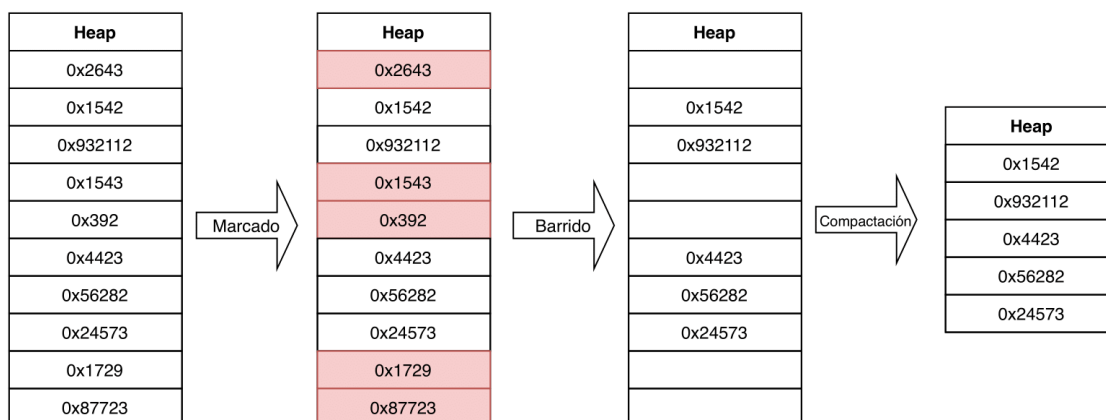 Heap
0x2643
0x1542
0x932112
0x1543
0x392
0x4423
0x56282
0x24573
0x1729
0x87723
Marcado
Heap
0x2643
0x1542
0x932112
0x1543
0x392
0x4423
0x56282
0x24573
0x1729
0x87723
Barrido
Heap
0x1542
0x932112
0x4423
0x56282
0x24573
Compactación
Heap
0x1542
0x932112
0x4423
0x56282
0x24573